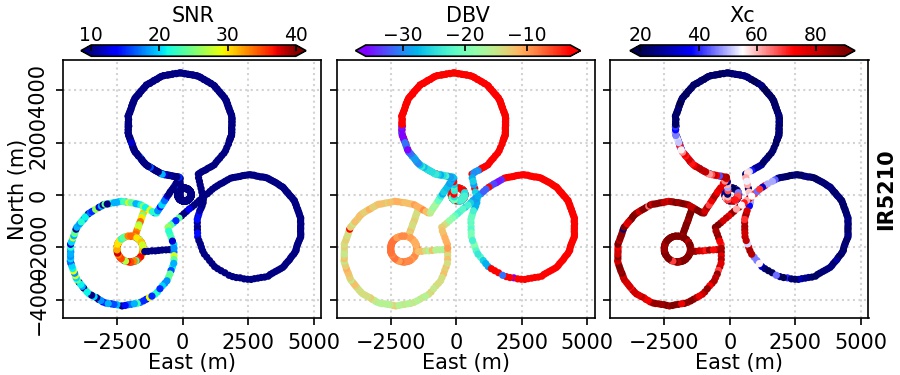 SNR DBV Xc
10 20 30 40 −30 −20 −10 20 40 60 80
North (m)
4000
2000
0
−2000
−4000
IR5210
−2500 0 2500 5000 −2500 0 2500 5000 −2500 0 2500 5000
East (m) East (m) East (m)